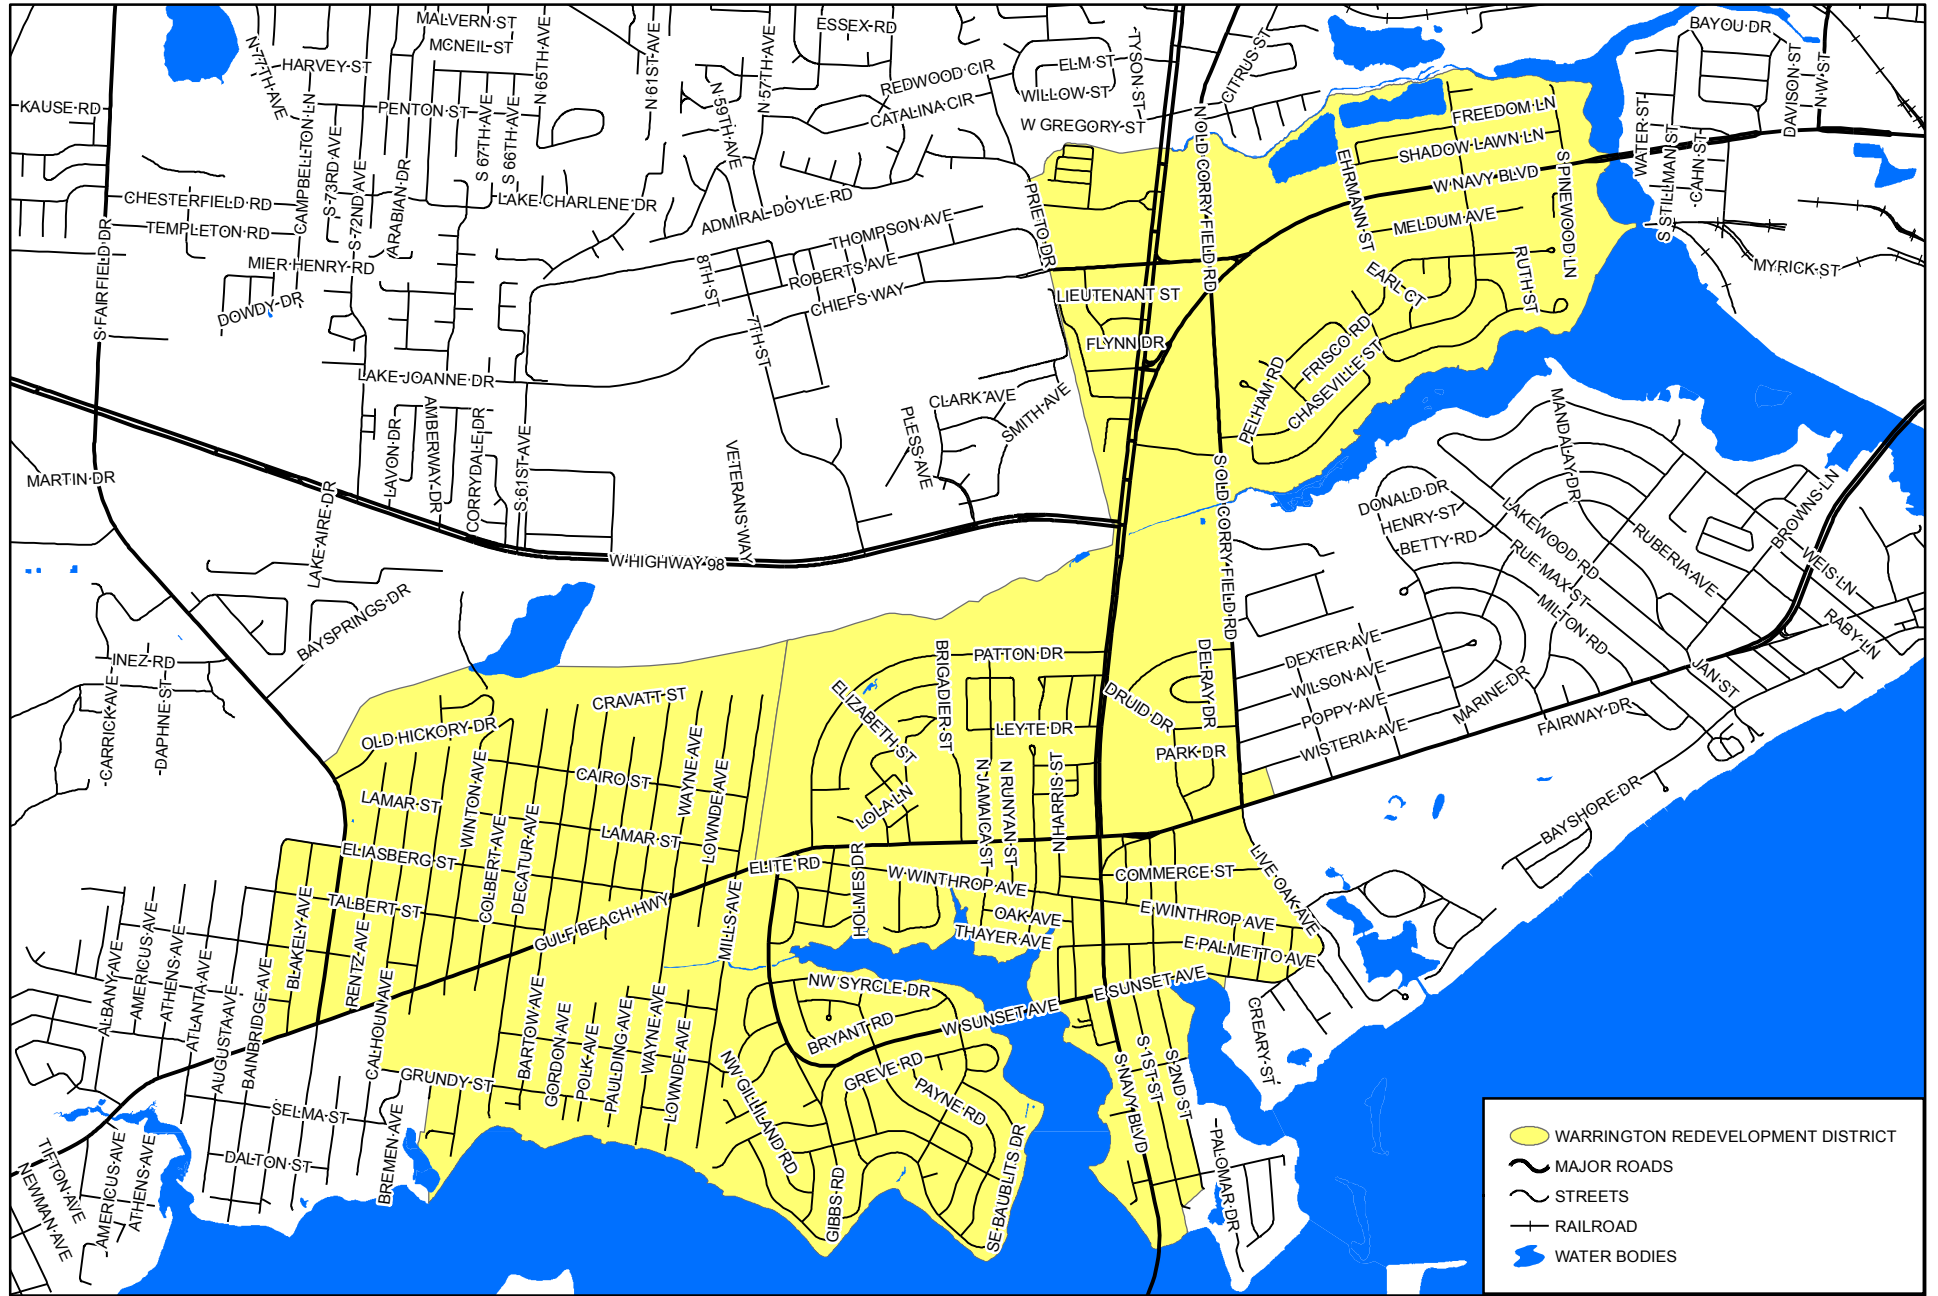 MALVERN ST
MCNEIL ST
N 77TH AVE
HARVEY ST
N 65TH AVE
N 61ST AVE
N 59TH AVE
N 57TH AVE
ESSEX RD
REDWOOD CIR
CATALINA CIR
ELM ST
WILLOW ST
W GREGORY ST
TYSON ST
CITRUS ST
BAYOU DR
DAVISON ST
N W ST
KAUSE RD
PENTON ST
CAMPBELLTON LN
S 73RD AVE
S 72ND AVE
ARABIAN DR
S 67TH AVE
S 66TH AVE
LAKE CHARLENE DR
ADMIRAL DOYLE RD
THOMPSON AVE
ROBERTS AVE
CHIEFS WAY
8TH ST
7TH ST
PRIETO DR
N OLD CORRY FIELD RD
FREEDOM LN
SHADOW LAWN LN
W NAVY BLVD
MELDUM AVE
EHRMANN ST
EARL CT
RUTH ST
S PINEWOOD LN
WATER ST
S STILLMAN ST
CAHN ST
MYRICK ST
CHESTERFIELD RD
TEMPLETON RD
MIER HENRY RD
DOWDY DR
S FAIRFIELD DR
LIEUTENANT ST
FLYNN DR
FRISCO RD
CHASEVILLE ST
PELHAM RD
LAKE JOANNE DR
LAVON DR
AMBERWAY DR
CORRYDALE DR
S 61ST AVE
CLARK AVE
SMITH AVE
PLESS AVE
VETERANS WAY
MARTIN DR
LAKE AIRE DR
W HIGHWAY 98
S OLD CORRY FIELD RD
MANDALAY DR
DONALD DR
HENRY ST
BETTY RD
LAKEWOOD RD
RUE MAX ST
MILTON RD
RUBERIA AVE
BROWNS LN
WEIS LN
RABY LN
JAN ST
BAYSPRINGS DR
INEZ RD
CARRICK AVE
DAPHNE ST
DEXTER AVE
WILSON AVE
POPPY AVE
WISTERIA AVE
MARINE DR
FAIRWAY DR
BAYSHORE DR
PATTON DR
BRIGADIER ST
ELIZABETH ST
LOLA LN
LEYTE DR
N JAMAICA ST
N RUNYAN ST
N HARRIS ST
DRUID DR
DEL RAY DR
PARK DR
CRAVATT ST
OLD HICKORY DR
CAIRO ST
LAMAR ST
LAMAR ST
WINTON AVE
COLBERT AVE
DECATUR AVE
WAYNE AVE
LOWNDE AVE
ELIASBERG ST
TALBERT ST
BLAKELY AVE
RENTZ AVE
CALHOUN AVE
GULF BEACH HWY
MILLS AVE
ELITE RD
HOLMES DR
W WINTHROP AVE
OAK AVE
THAYER AVE
COMMERCE ST
E WINTHROP AVE
E PALMETTO AVE
LIVE OAK AVE
E SUNSET AVE
W SUNSET AVE
CREARY ST
ALBANY AVE
AMERICUS AVE
ATHENS AVE
ATLANTA AVE
AUGUSTA AVE
BAINBRIDGE AVE
NW SYRCLE DR
BRYANT RD
GREVE RD
PAYNE RD
NW GILLILAND RD
GIBBS RD
SE BAUBLITS DR
BARTOW AVE
GORDON AVE
POLK AVE
PAULDING AVE
WAYNE AVE
LOWNDE AVE
GRUNDY ST
SELMA ST
DALTON ST
BREMEN AVE
TIFTON AVE
NEWMAN AVE
AMERICUS AVE
ATHENS AVE
S NAVY BLVD
S 1ST ST
S 2ND ST
PALOMAR DR
WARRINGTON REDEVELOPMENT DISTRICT
MAJOR ROADS
STREETS
RAILROAD
WATER BODIES